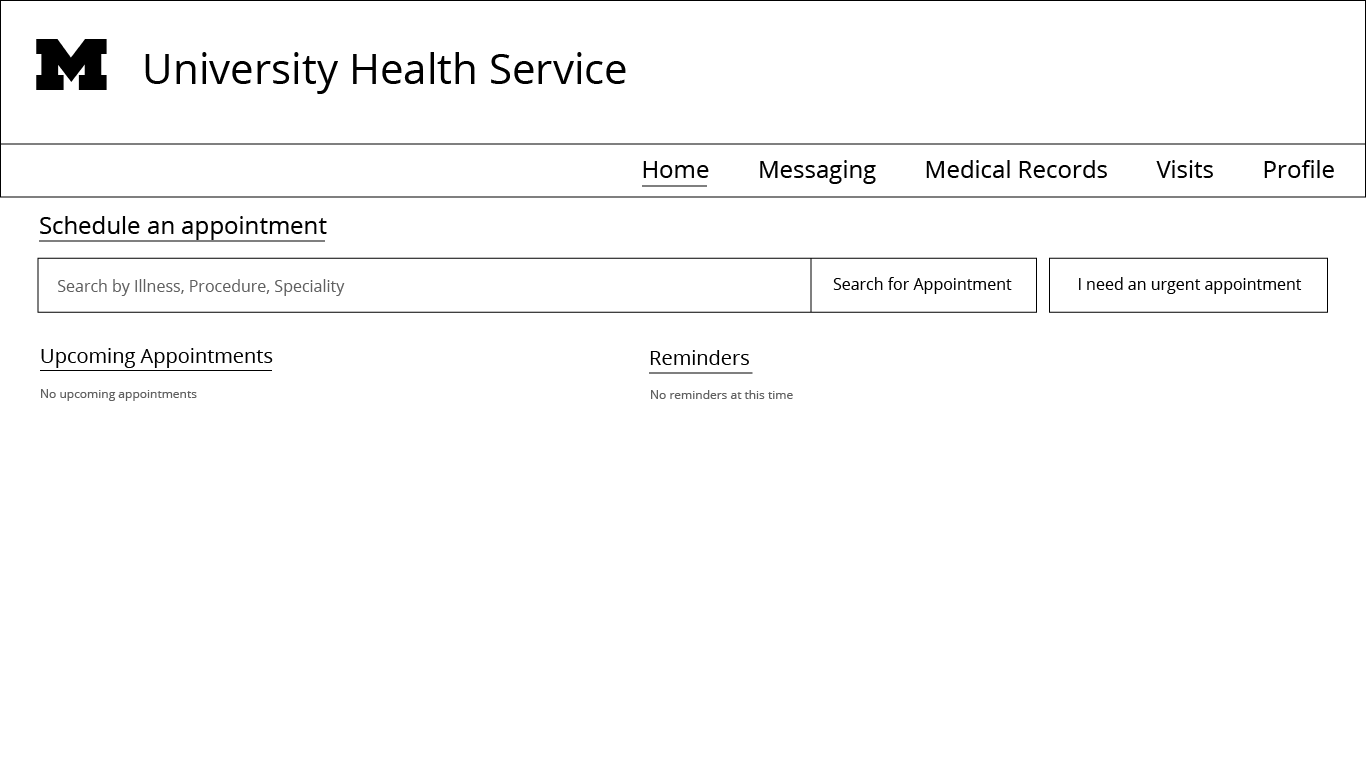 M University Health Service
Home Messaging Medical Records Visits Profile
Schedule an appointment
Search by Illness, Procedure, Speciality Search for Appointment I need an urgent appointment
Upcoming Appointments Reminders
No upcoming appointments No reminders at this time